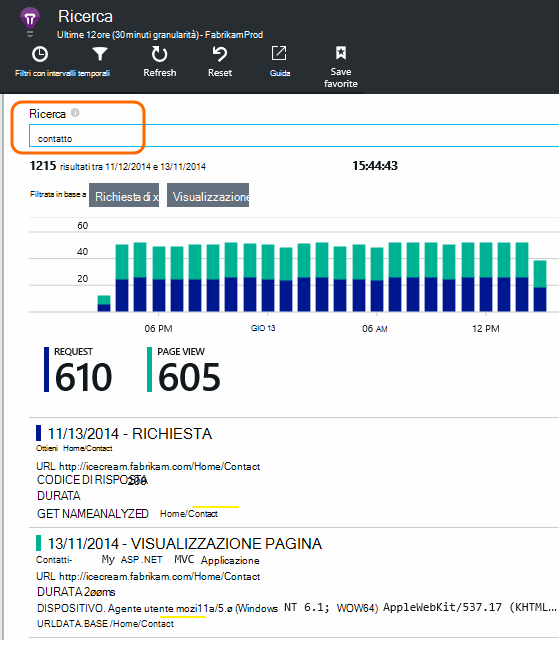 Ricerca
Ultime 12 ore (30 minuti granularità) - Fabrikam Prod
Filtri con intervalli temporali Refresh Reset Guida Save favorite
Ricerca
contatto
1215 risultati tra 11/12/2014 e 13/11/2014 15:44:43
Filtrata in base a Richiesta di x Visualizzazione
60
40
20
06 PM GIO 13 06 AM 12 PM
REQUEST PAGE VIEW
610 605
11/13/2014 - RICHIESTA
Ottieni Home/Contact
URL http://icecream.fabrikam.com/Home/Contact
CODICE DI RISPOSTA
DURATA
GET NAMEANALYZED Home/Contact
13/11/2014 - VISUALIZZAZIONE PAGINA
Contatti- My ASP .NET MVC Applicazione
URL http://icecream.fabrikam.com/Home/Contact
DURATA 2øøms
DISPOSITIVO. Agente utente mozi11a/5.ø (Windows NT 6.1; WOW64) AppleWebKit/537.17 (KHTML...
URLDATA.BASE /Home/Contact